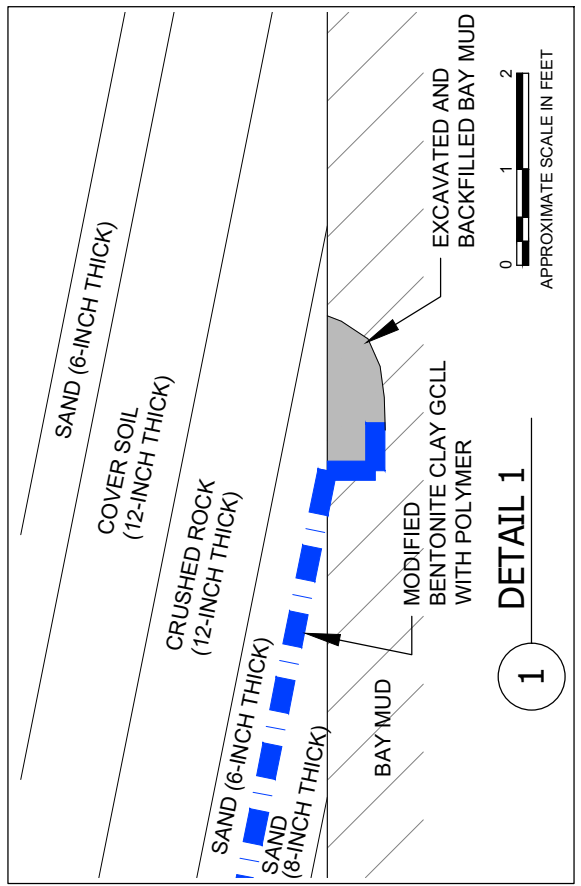 SAND (6-INCH THICK)
COVER SOIL
(12-INCH THICK)
CRUSHED ROCK
(12-INCH THICK)
SAND (6-INCH THICK)
SAND
(8-INCH THICK)
BAY MUD
MODIFIED
BENTONITE CLAY GCLL
WITH POLYMER
EXCAVATED AND
BACKFILLED BAY MUD
1
DETAIL 1
0 1 2
APPROXIMATE SCALE IN FEET